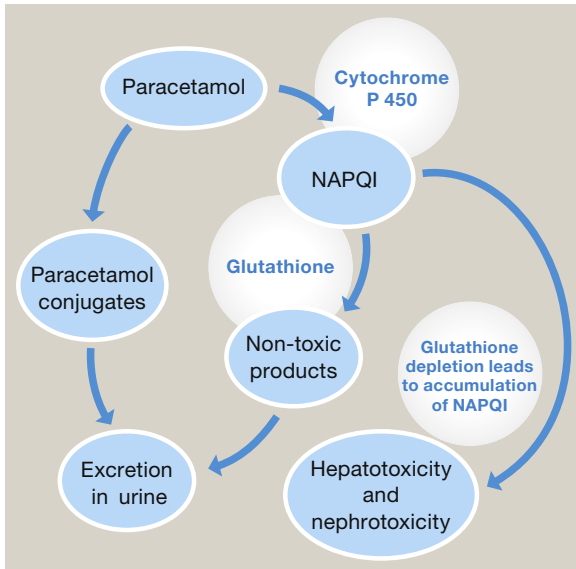 Paracetamol
Cytochrome
P 450
NAPQI
Glutathione
Paracetamol
conjugates
Non-toxic
products
Glutathione
depletion leads
to accumulation
of NAPQI
Excretion
in urine
Hepatotoxicity
and
nephrotoxicity